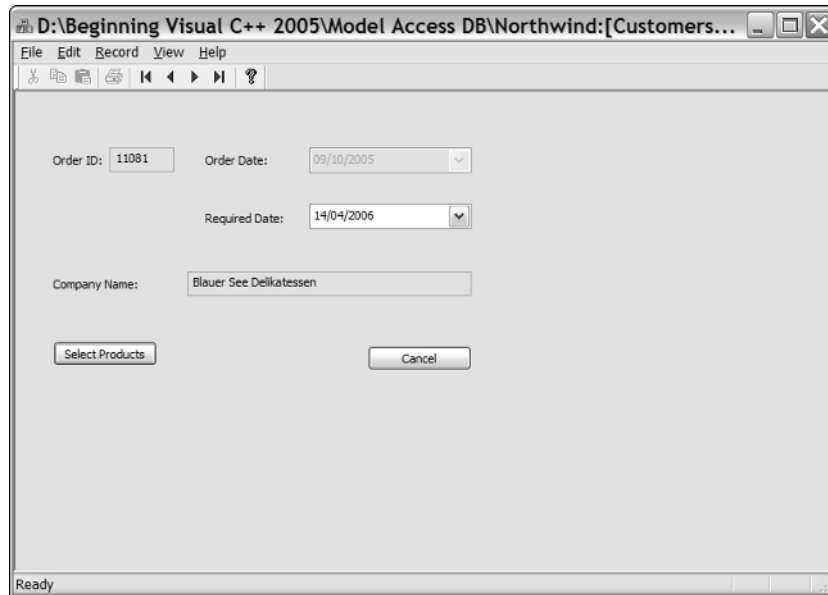 D:\Beginning Visual C++ 2005\Model Access DB\Northwind:[Customers...
File Edit Record View Help
Order ID: 11081 Order Date: 09/10/2005
Required Date: 14/04/2006
Company Name: Blauer See Delikatessen
Select Products Cancel
Ready